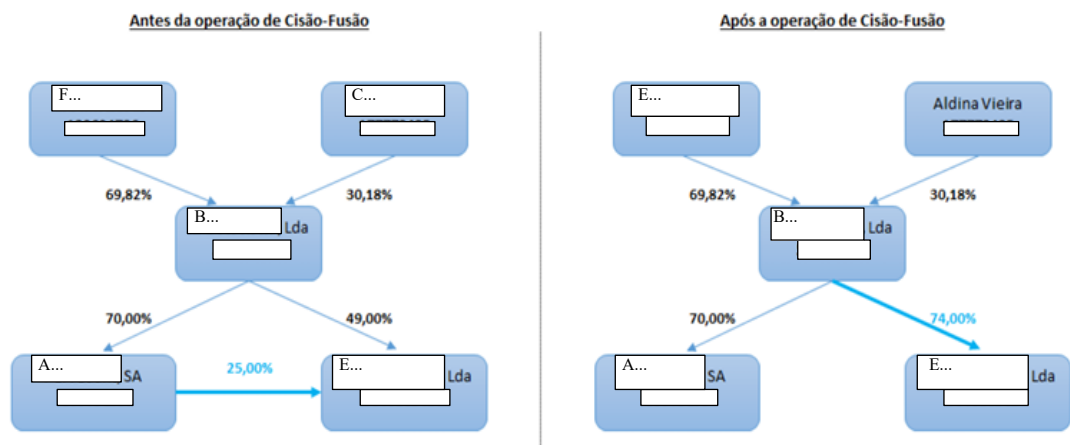 Antes da operação de Cisão-Fusão
F...
C...
69,82%
30,18%
B...
Lda
70,00%
49,00%
A...
, SA
25,00%
E...
Lda
Após a operação de Cisão-Fusão
E...
Aldina Vieira
69,82%
30,18%
B...
Lda
70,00%
74,00%
A...
SA
E...
Lda